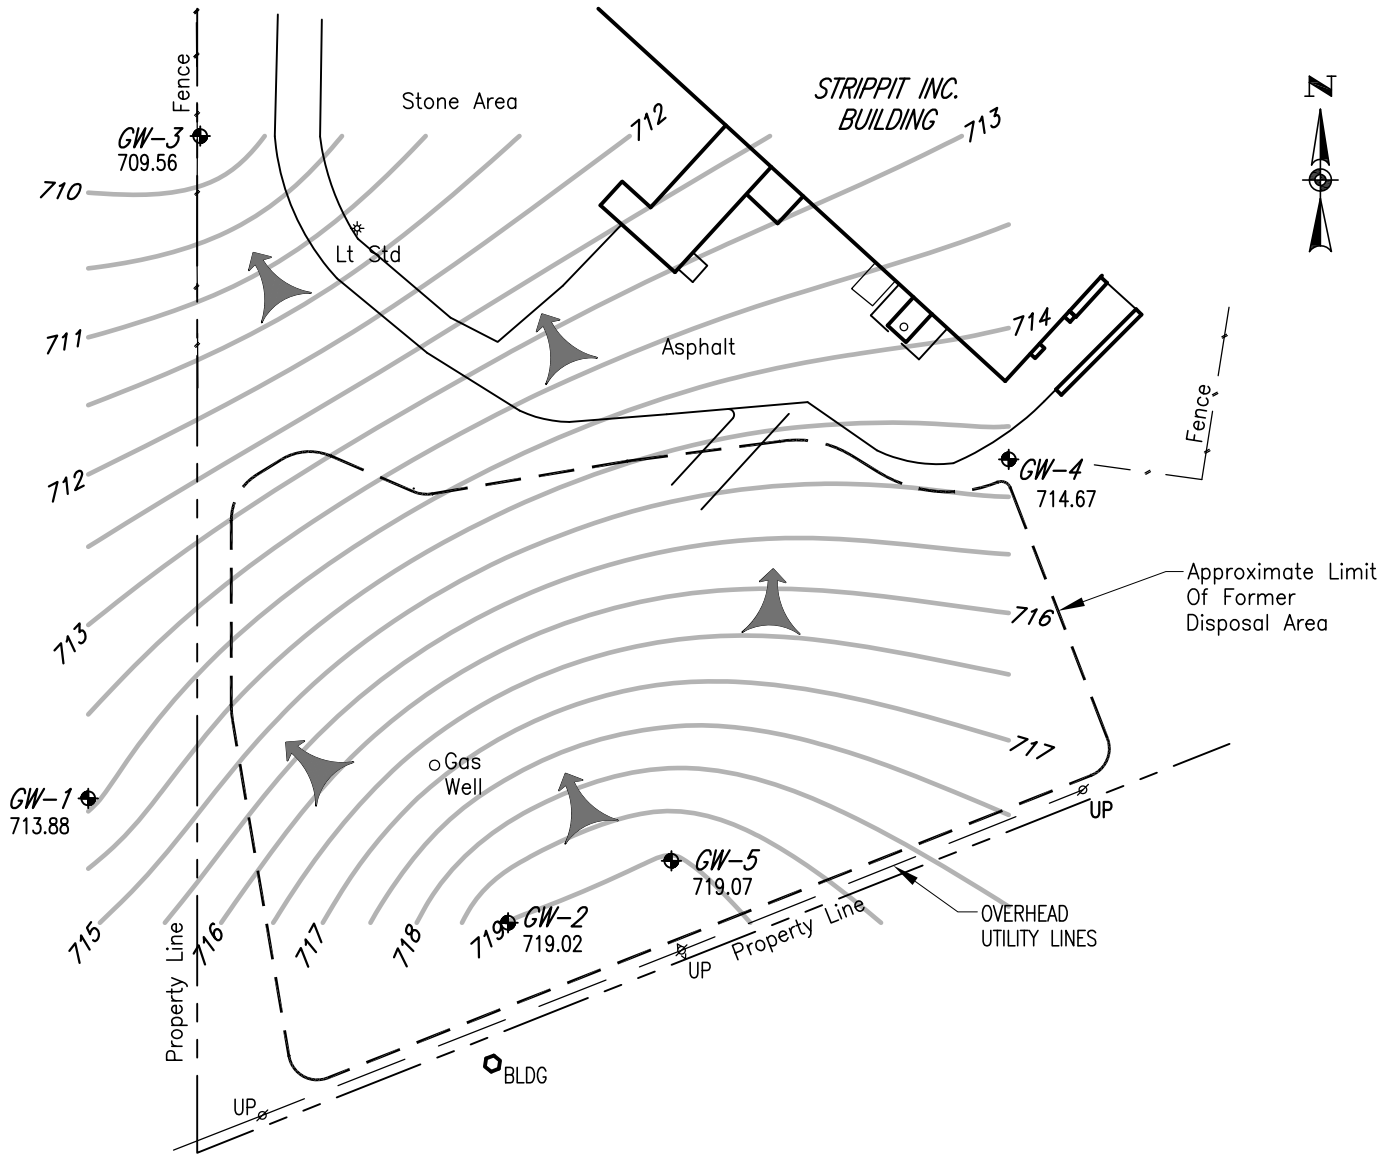 Fence
Stone Area
STRIPPIT INC.
BUILDING
N
GW-3
709.56
712
713
710
Lt Std
711
Asphalt
714
Fence
GW-4
714.67
712
Approximate Limit
Of Former
Disposal Area
716
713
717
Gas
Well
GW-1
713.88
UP
GW-5
719.07
715
716
717
718
719
GW-2
719.02
Property Line
OVERHEAD
UTILITY LINES
UP
Property Line
BLDG
UP